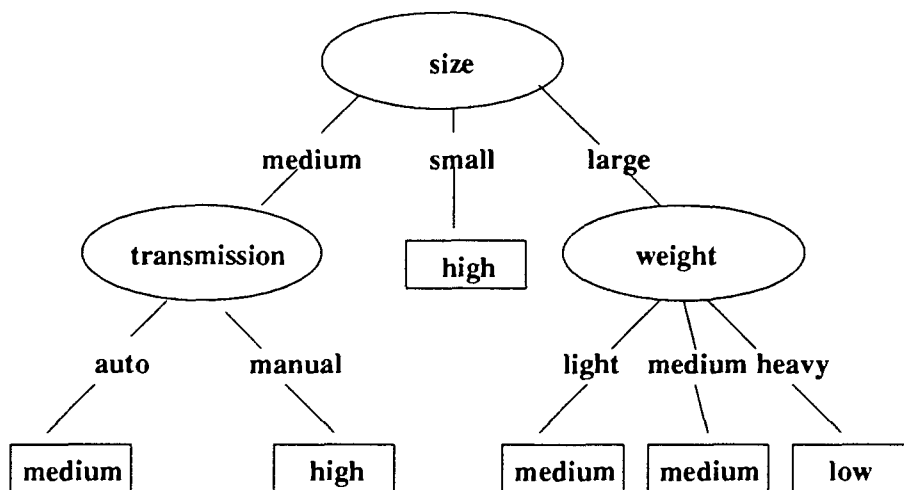 size
medium small large
transmission high weight
auto manual light medium heavy
medium high medium medium low